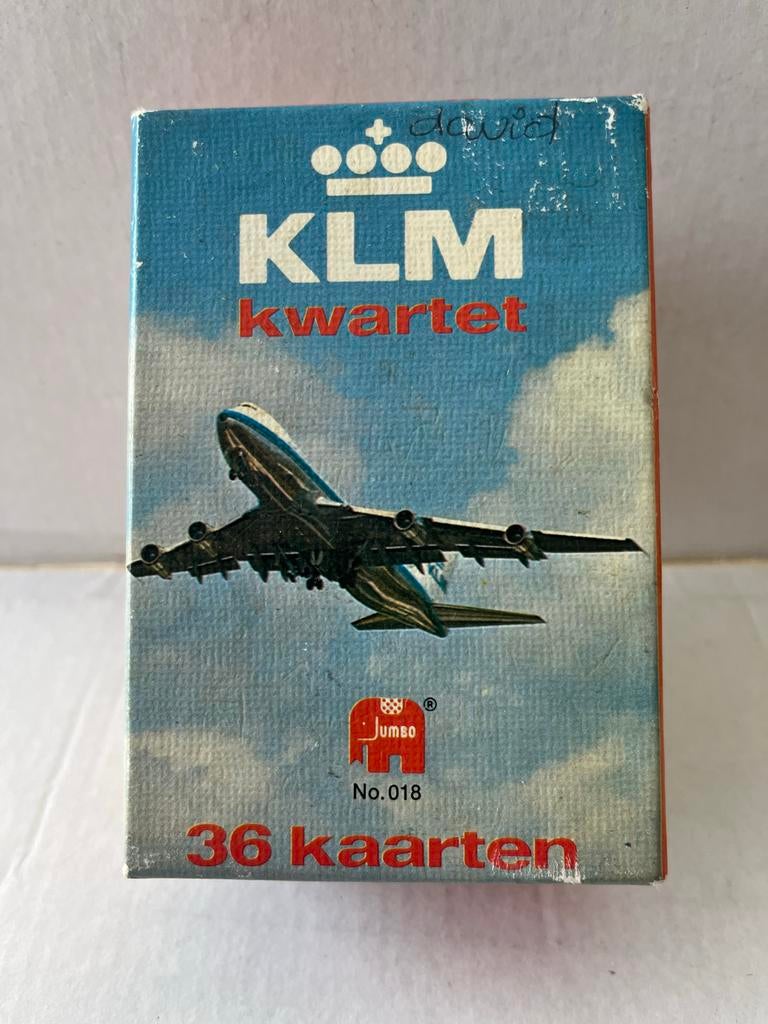 david
KLM
kwartet
JUMBO ®
No. 018
36 kaarten